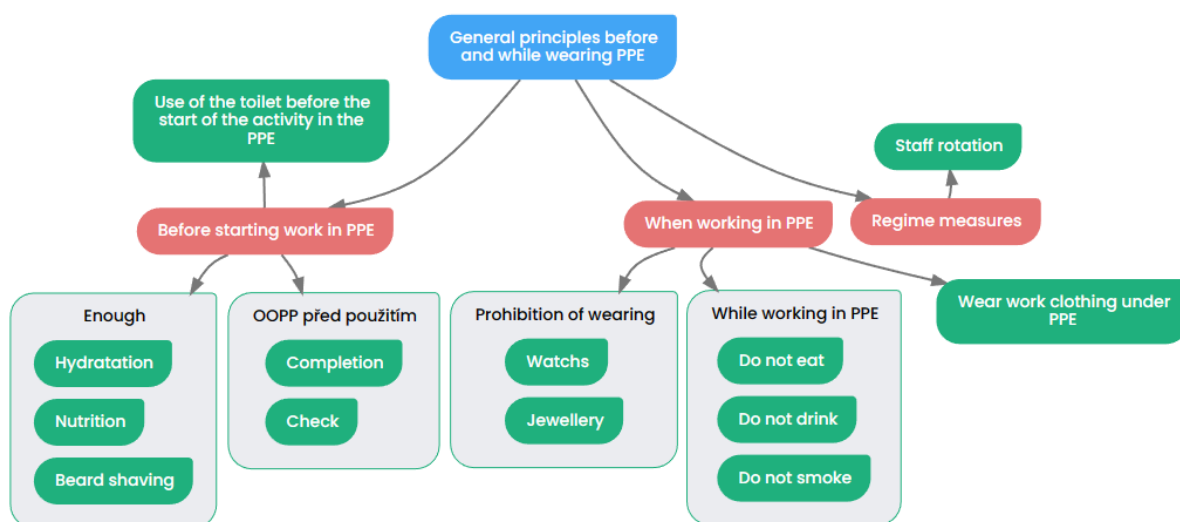 General principles before
and while wearing PPE
Use of the toilet before the
start of the activity in the
PPE
Staff rotation
Before starting work in PPE
When working in PPE
Regime measures
Enough
Hydratation
Nutrition
Beard shaving
OOPP před použitím
Completion
Check
Prohibition of wearing
Watchs
Jewellery
While working in PPE
Do not eat
Do not drink
Do not smoke
Wear work clothing under
PPE